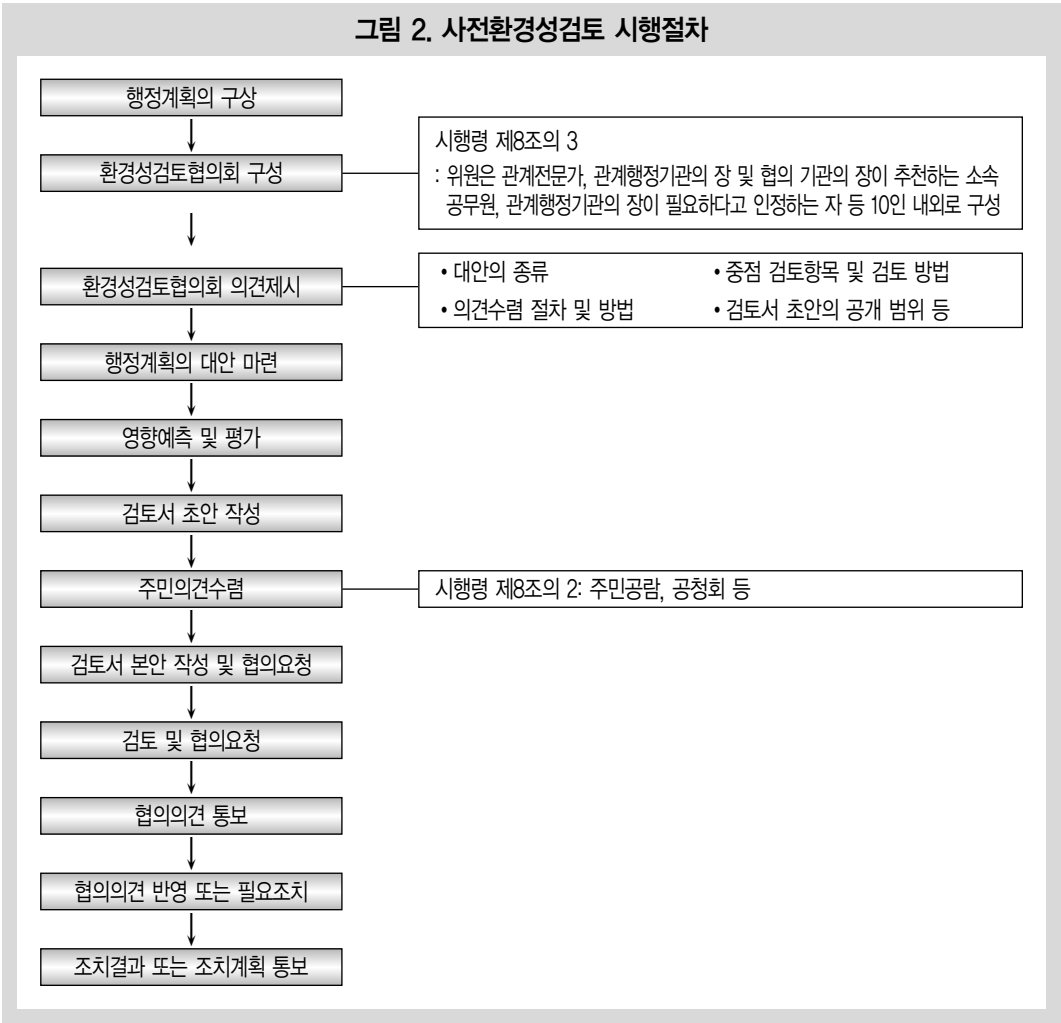 그림 2. 사전환경성검토 시행절차
행정계획의 구상
환경성검토협의회 구성
시행령 제8조의 3
: 위원은 관계전문가, 관계행정기관의 장 및 협의 기관의 장이 추천하는 소속
공무원, 관계행정기관의 장이 필요하다고 인정하는 자 등 10인 내외로 구성
환경성검토협의회 의견제시
• 대안의 종류 • 중점 검토항목 및 검토 방법
• 의견수렴 절차 및 방법 • 검토서 초안의 공개 범위 등
행정계획의 대안 마련
영향예측 및 평가
검토서 초안 작성
주민의견수렴
시행령 제8조의 2: 주민공람, 공청회 등
검토서 본안 작성 및 협의요청
검토 및 협의요청
협의의견 통보
협의의견 반영 또는 필요조치
조치결과 또는 조치계획 통보